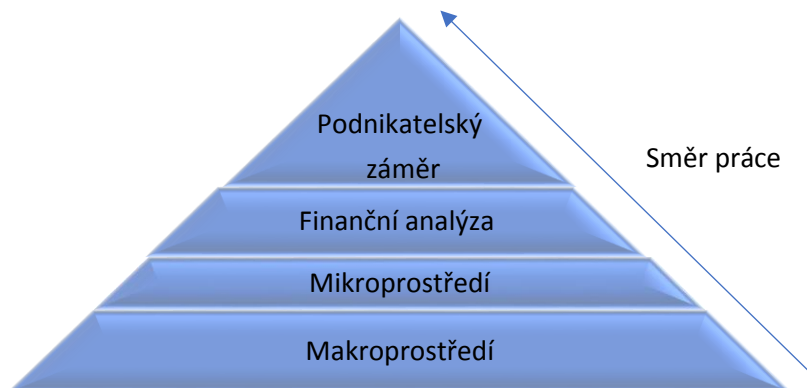 Podnikatelský
záměr
Směr práce
Finanční analýza
Mikroprostředí
Makroprostředí